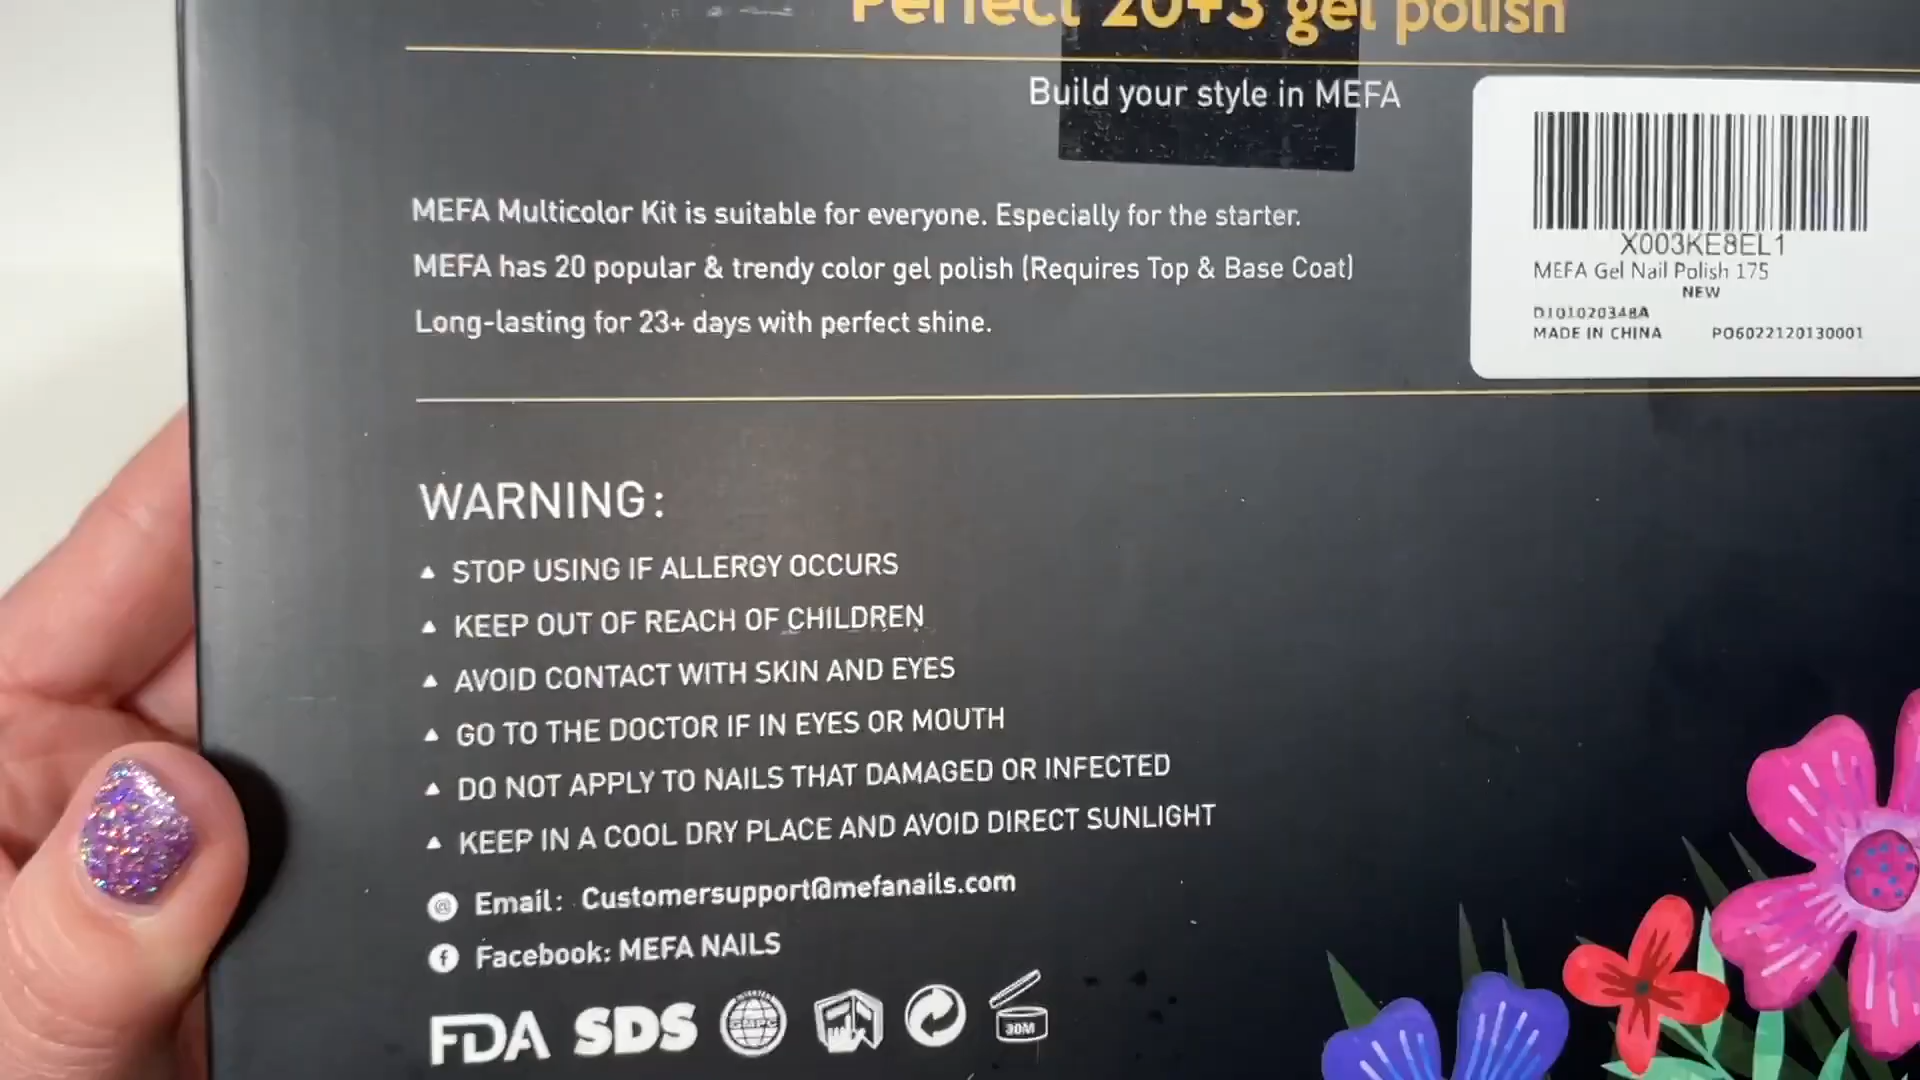 Perfect 20+3 gel polish
Build your style in MEFA
X003KE8EL1
MEFA Gel Nail Polish 175
NEW
D101020348A
MADE IN CHINA PO6022120130001
MEFA Multicolor Kit is suitable for everyone. Especially for the starter.
MEFA has 20 popular & trendy color gel polish (Requires Top & Base Coat)
Long-lasting for 23+ days with perfect shine.
WARNING:
STOP USING IF ALLERGY OCCURS
KEEP OUT OF REACH OF CHILDREN
AVOID CONTACT WITH SKIN AND EYES
GO TO THE DOCTOR IF IN EYES OR MOUTH
DO NOT APPLY TO NAILS THAT DAMAGED OR INFECTED
KEEP IN A COOL DRY PLACE AND AVOID DIRECT SUNLIGHT
Email: Customersupport@mefanails.com
Facebook: MEFA NAILS
FDA SDS GMPC 30M